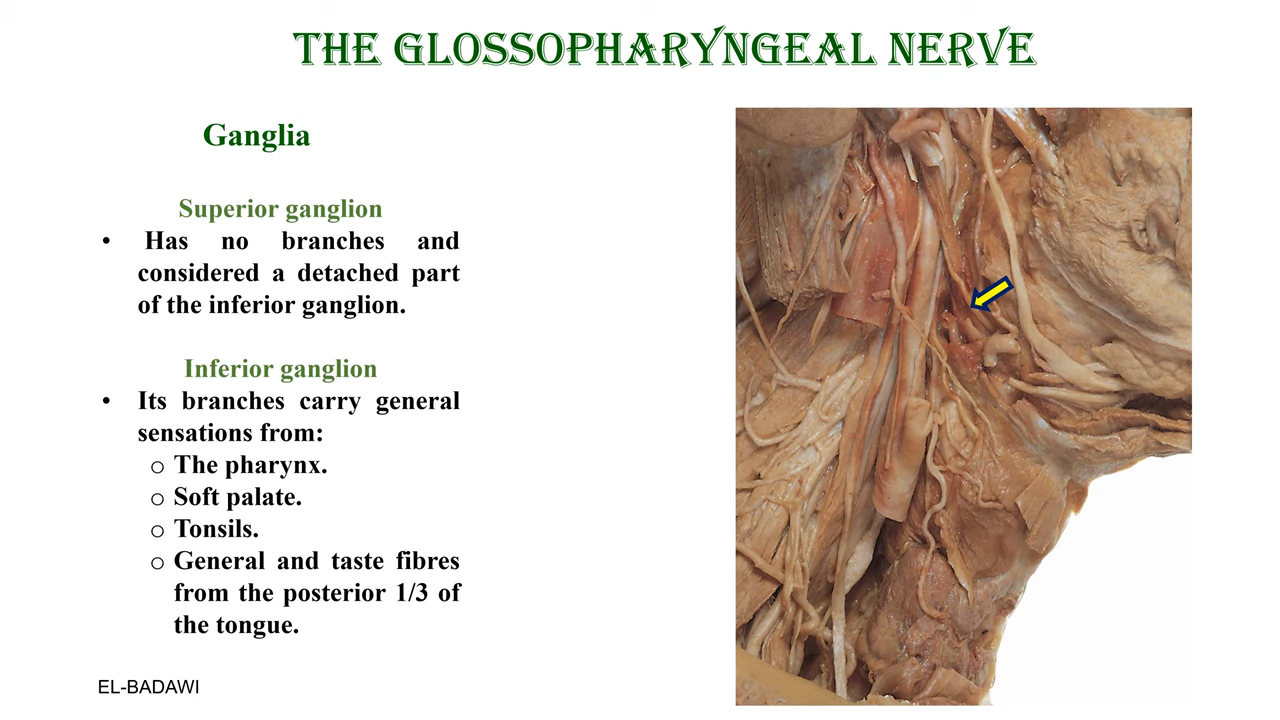 THE GLOSSOPHARYNGEAL NERVE
Ganglia
Superior ganglion
• Has no branches and
considered a detached part
of the inferior ganglion.
Inferior ganglion
• Its branches carry general
sensations from:
o The pharynx.
o Soft palate.
o Tonsils.
o General and taste fibres
from the posterior 1/3 of
the tongue.
EL-BADAWI